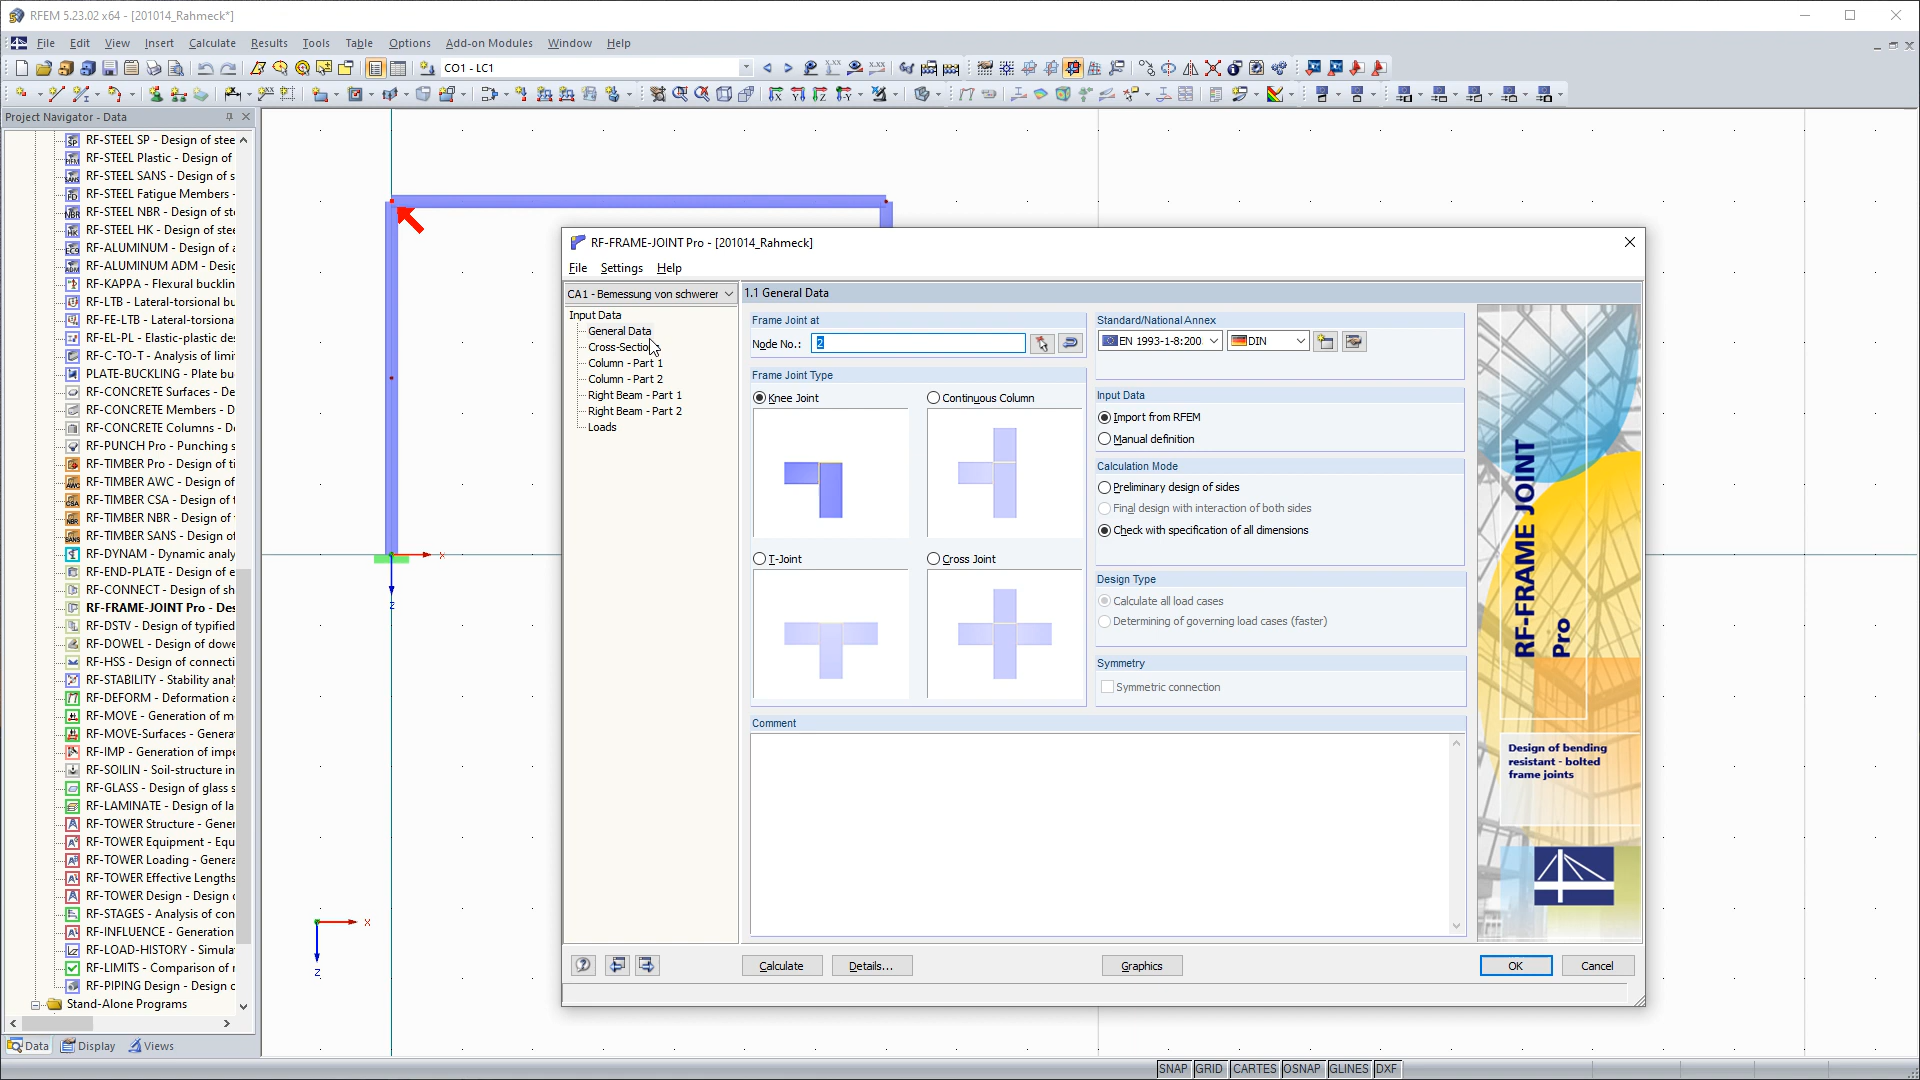 RFEM 5.23.02 x64 - [201014_Rahmeck*]
File Edit View Insert Calculate Results Tools Table Options Add-on Modules Window Help
CO1 - LC1
Project Navigator - Data
RF-STEEL SP - Design of stee
RF-STEEL Plastic - Design of
RF-STEEL SANS - Design of s
RF-STEEL Fatigue Members -
RF-STEEL NBR - Design of ste
RF-STEEL HK - Design of stee
RF-ALUMINUM - Design of a
RF-ALUMINUM ADM - Desig
RF-KAPPA - Flexural bucklin
RF-LTB - Lateral-torsional bu
RF-FE-LTB - Lateral-torsiona
RF-EL-PL - Elastic-plastic des
RF-C-TO-T - Analysis of limi
PLATE-BUCKLING - Plate bu
RF-CONCRETE Surfaces - De
RF-CONCRETE Members - D
RF-CONCRETE Columns - D
RF-PUNCH Pro - Punching s
RF-TIMBER Pro - Design of ti
RF-TIMBER AWC - Design of
RF-TIMBER CSA - Design of t
RF-TIMBER NBR - Design of
RF-TIMBER SANS - Design of
RF-DYNAM - Dynamic analy
RF-END-PLATE - Design of e
RF-CONNECT - Design of sh
RF-FRAME-JOINT Pro - Des
RF-DSTV - Design of typified
RF-DOWEL - Design of dowe
RF-HSS - Design of connecti
RF-STABILITY - Stability anal
RF-DEFORM - Deformation a
RF-MOVE - Generation of m
RF-MOVE-Surfaces - Genera
RF-IMP - Generation of impe
RF-SOILIN - Soil-structure in
RF-GLASS - Design of glass s
RF-LAMINATE - Design of la
RF-TOWER Structure - Gener
RF-TOWER Equipment - Equ
RF-TOWER Loading - Genera
RF-TOWER Effective Lengths
RF-TOWER Design - Design o
RF-STAGES - Analysis of con
RF-INFLUENCE - Generation
RF-LOAD-HISTORY - Simula
RF-LIMITS - Comparison of r
RF-PIPING Design - Design o
Stand-Alone Programs
Data Display Views
x
z
x
z
RF-FRAME-JOINT Pro - [201014_Rahmeck]
File Settings Help
CA1 - Bemessung von schwerer
Input Data
General Data
Cross-Section
Column - Part 1
Column - Part 2
Right Beam - Part 1
Right Beam - Part 2
Loads
1.1 General Data
Frame Joint at
Node No.: 2
Frame Joint Type
Knee Joint
Continuous Column
T-Joint
Cross Joint
Standard/National Annex
EN 1993-1-8:200 DIN
Input Data
Import from RFEM
Manual definition
Calculation Mode
Preliminary design of sides
Final design with interaction of both sides
Check with specification of all dimensions
Design Type
Calculate all load cases
Determining of governing load cases (faster)
Symmetry
Symmetric connection
Comment
RF-FRAME JOINT
Pro
Design of bending
resistant - bolted
frame joints
Calculate Details... Graphics OK Cancel
SNAP GRID CARTES OSNAP GLINES DXF